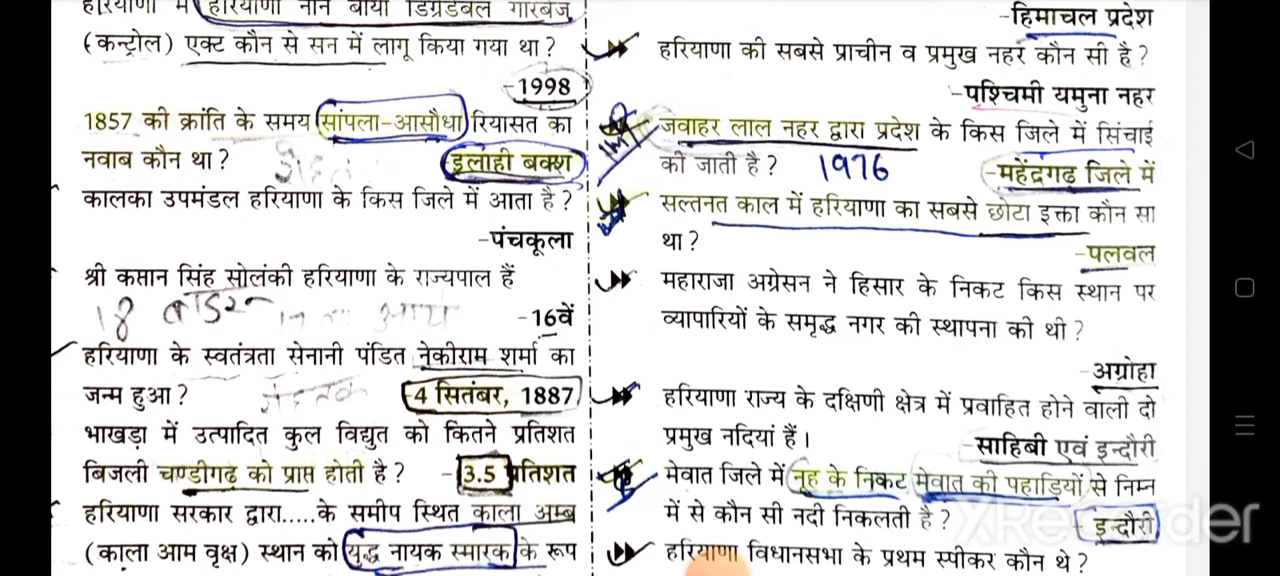 हरियाणा में हरियाणा नॉन बायो डिग्रेडेबल गारबेज
(कन्ट्रोल) एक्ट कौन से सन में लागू किया गया था?
-1998
1857 की क्रांति के समय सांपला-आसौधा रियासत का
नवाब कौन था?
इलाही बक्श
कालका उपमंडल हरियाणा के किस जिले में आता है?
-पंचकूला
श्री कप्तान सिंह सोलंकी हरियाणा के राज्यपाल हैं
18
-16वें
हरियाणा के स्वतंत्रता सेनानी पंडित नेकीराम शर्मा का
जन्म हुआ?
-4 सितंबर, 1887
भाखड़ा में उत्पादित कुल विद्युत को कितने प्रतिशत
बिजली चण्डीगढ़ को प्राप्त होती है? - 3.5 प्रतिशत
हरियाणा सरकार द्वारा.....के समीप स्थित काला अम्ब
(काला आम वृक्ष) स्थान को युद्ध नायक स्मारक के रूप
-हिमाचल प्रदेश
हरियाणा की सबसे प्राचीन व प्रमुख नहर कौन सी है?
-पश्चिमी यमुना नहर
जवाहर लाल नहर द्वारा प्रदेश के किस जिले में सिंचाई
की जाती है? 1976
-महेंद्रगढ जिले में
सल्तनत काल में हरियाणा का सबसे छोटा इक्ता कौन सा
था?
-पलवल
महाराजा अग्रेसन ने हिसार के निकट किस स्थान पर
व्यापारियों के समृद्ध नगर की स्थापना की थी?
-अग्रोहा
हरियाणा राज्य के दक्षिणी क्षेत्र में प्रवाहित होने वाली दो
प्रमुख नदियां हैं।
-साहिबी एवं इन्दौरी
मेवात जिले में नूह के निकट मेवात की पहाडियों से निम्न
में से कौन सी नदी निकलती है?
- इन्दौरी
XRecorder
हरियाणा विधानसभा के प्रथम स्पीकर कौन थे?